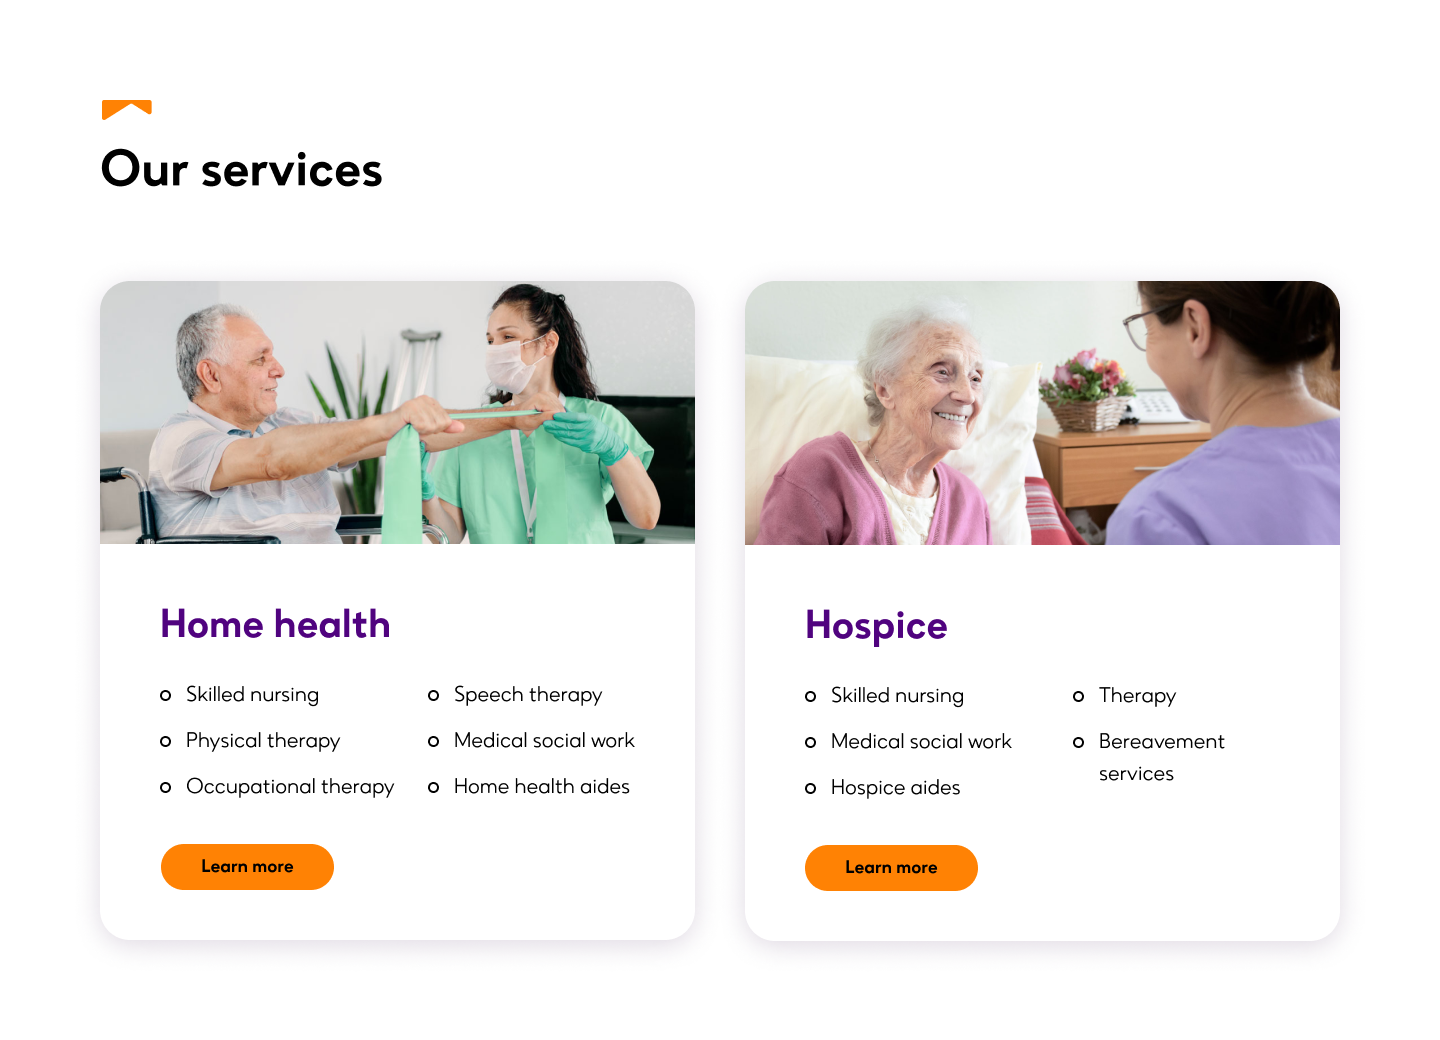 Our services
Home health
Skilled nursing
Physical therapy
Occupational therapy
Speech therapy
Medical social work
Home health aides
Learn more
Hospice
Skilled nursing
Medical social work
Hospice aides
Therapy
Bereavement
services
Learn more